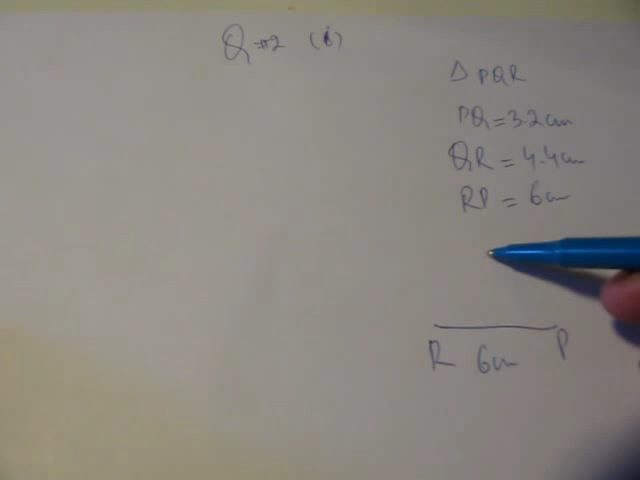 Q #2 (i)
Δ PQR
PQ = 3.2cm
QR = 4.4cm
RP = 6cm
R 6cm P